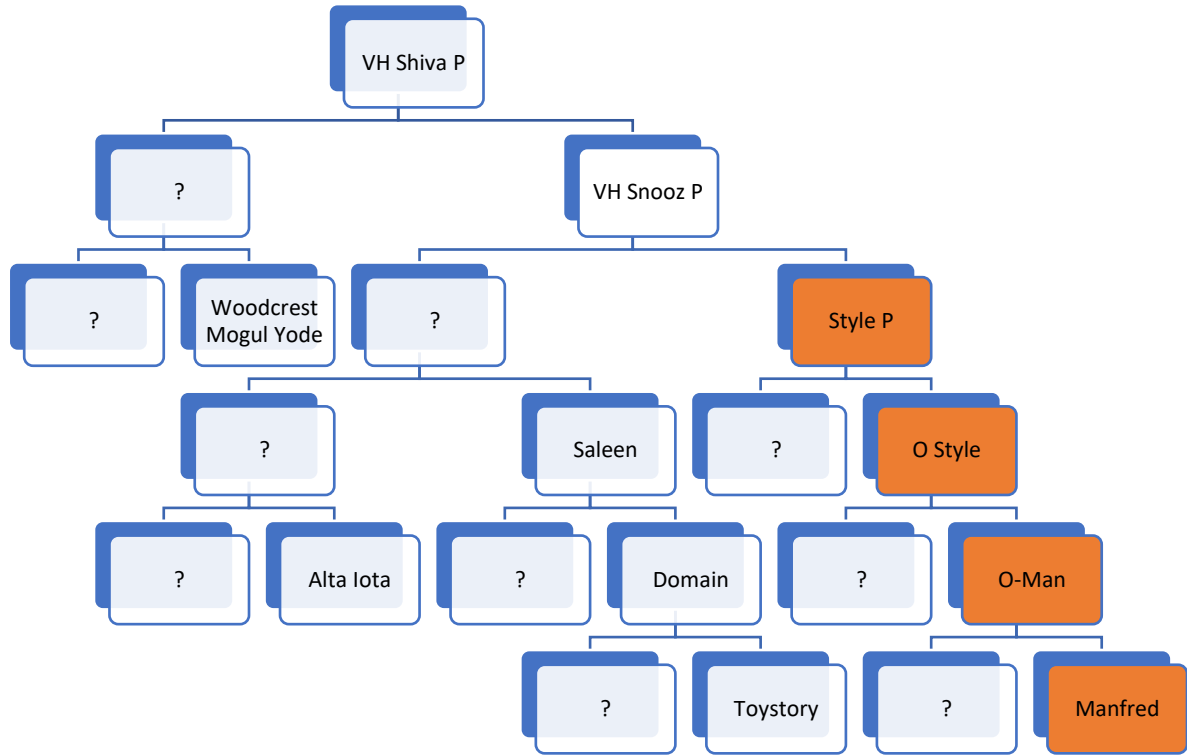 VH Shiva P
?
VH Snooz P
?
Woodcrest
Mogul Yode
?
Style P
?
Saleen
?
O Style
?
Alta Iota
?
Domain
?
O-Man
?
Toystory
?
Manfred